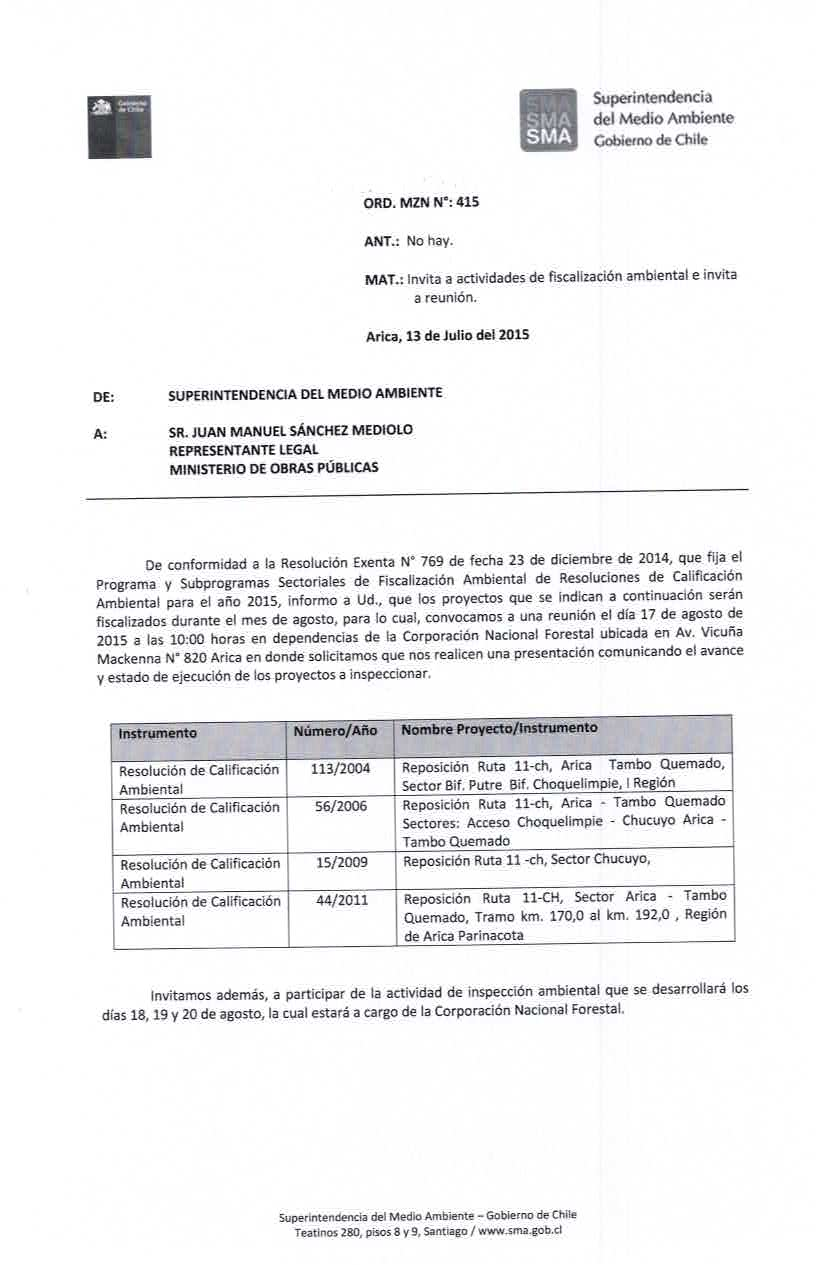 Gobierno
de Chile
SMA
SMA
SMA
Superintendencia
del Medio Ambiente
Gobierno de Chile
ORD. MZN N°: 415
ANT.: No hay.
MAT.: Invita a actividades de fiscalización ambiental e invita
a reunión.
Arica, 13 de Julio del 2015
DE: SUPERINTENDENCIA DEL MEDIO AMBIENTE
A: SR. JUAN MANUEL SÁNCHEZ MEDIOLO
REPRESENTANTE LEGAL
MINISTERIO DE OBRAS PÚBLICAS
De conformidad a la Resolución Exenta N° 769 de fecha 23 de diciembre de 2014, que fija el
Programa y Subprogramas Sectoriales de Fiscalización Ambiental de Resoluciones de Calificación
Ambiental para el año 2015, informo a Ud., que los proyectos que se indican a continuación serán
fiscalizados durante el mes de agosto, para lo cual, convocamos a una reunión el día 17 de agosto de
2015 a las 10:00 horas en dependencias de la Corporación Nacional Forestal ubicada en Av. Vicuña
Mackenna N° 820 Arica en donde solicitamos que nos realicen una presentación comunicando el avance
y estado de ejecución de los proyectos a inspeccionar.
Instrumento Número/Año Nombre Proyecto/Instrumento
Resolución de Calificación 113/2004 Reposición Ruta 11-ch, Arica Tambo Quemado,
Ambiental Sector Bif. Putre Bif. Choquelimpie, I Región
Resolución de Calificación 56/2006 Reposición Ruta 11-ch, Arica - Tambo Quemado
Ambiental Sectores: Acceso Choquelimpie - Chucuyo Arica -
Tambo Quemado
Resolución de Calificación 15/2009 Reposición Ruta 11 -ch, Sector Chucuyo,
Ambiental
Resolución de Calificación 44/2011 Reposición Ruta 11-CH, Sector Arica - Tambo
Ambiental Quemado, Tramo km. 170,0 al km. 192,0 , Región
de Arica Parinacota
Invitamos además, a participar de la actividad de inspección ambiental que se desarrollará los
días 18, 19 y 20 de agosto, la cual estará a cargo de la Corporación Nacional Forestal.
Superintendencia del Medio Ambiente – Gobierno de Chile
Teatinos 280, pisos 8 y 9, Santiago / www.sma.gob.cl